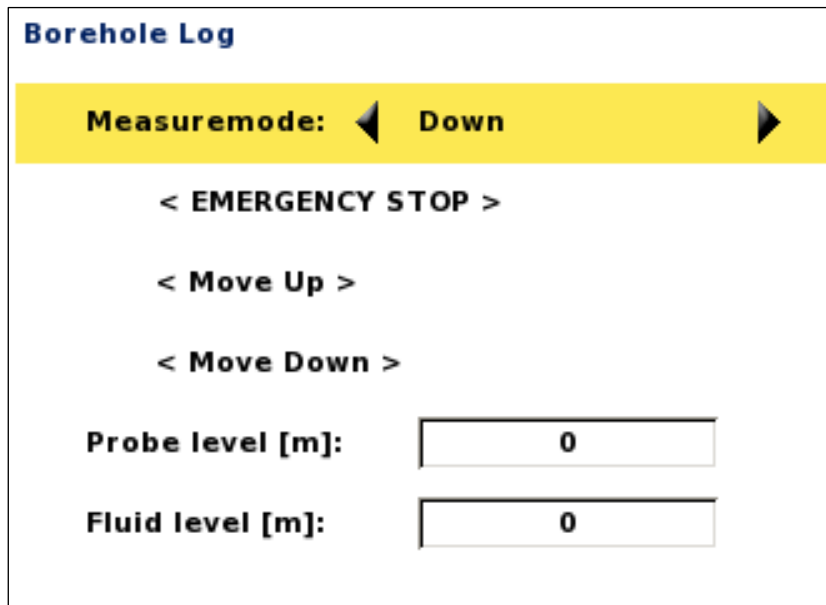 Borehole Log
Measuremode: Down
< EMERGENCY STOP >
< Move Up >
< Move Down >
Probe level [m]: 0
Fluid level [m]: 0